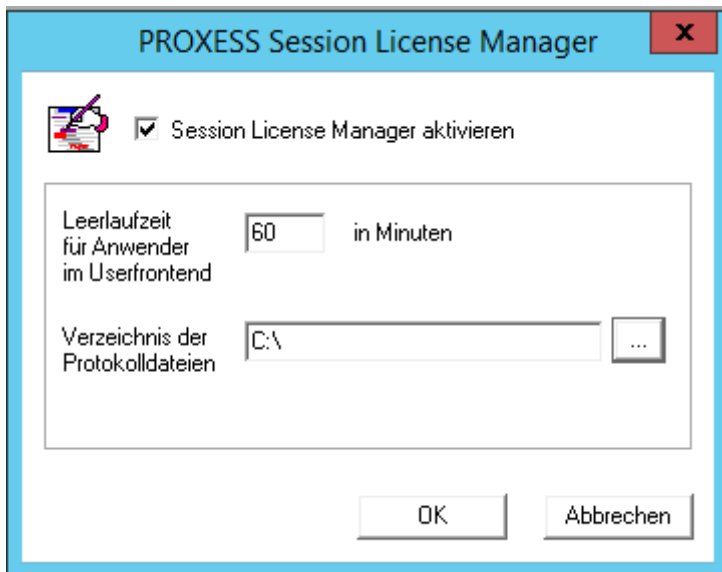 PROXESS Session License Manager
x
Session License Manager aktivieren
Leerlaufzeit
für Anwender
im Userfrontend
60
in Minuten
Verzeichnis der
Protokolldateien
C:\
...
OK
Abbrechen